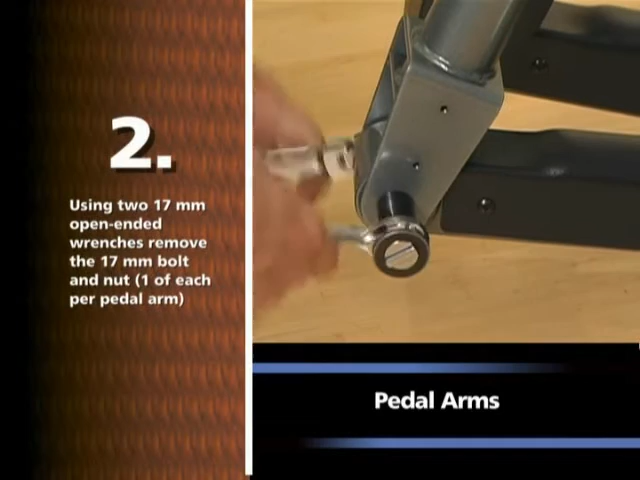 2.
Using two 17 mm
open-ended
wrenches remove
the 17 mm bolt
and nut (1 of each
per pedal arm)
Pedal Arms